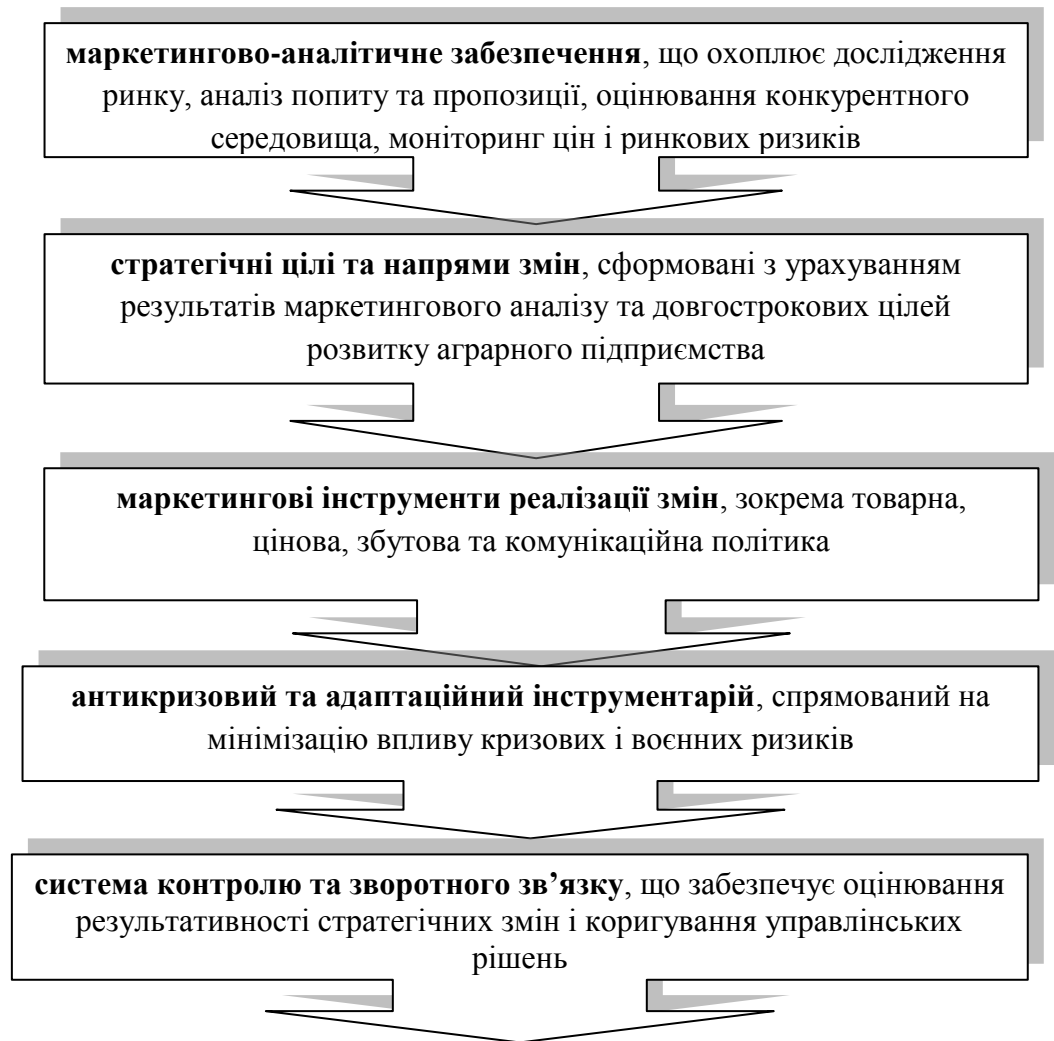 маркетингово-аналітичне забезпечення, що охоплює дослідження
ринку, аналіз попиту та пропозиції, оцінювання конкурентного
середовища, моніторинг цін і ринкових ризиків
стратегічні цілі та напрями змін, сформовані з урахуванням
результатів маркетингового аналізу та довгострокових цілей
розвитку аграрного підприємства
маркетингові інструменти реалізації змін, зокрема товарна,
цінова, збутова та комунікаційна політика
антикризовий та адаптаційний інструментарій, спрямований на
мінімізацію впливу кризових і воєнних ризиків
система контролю та зворотного зв’язку, що забезпечує оцінювання
результативності стратегічних змін і коригування управлінських
рішень